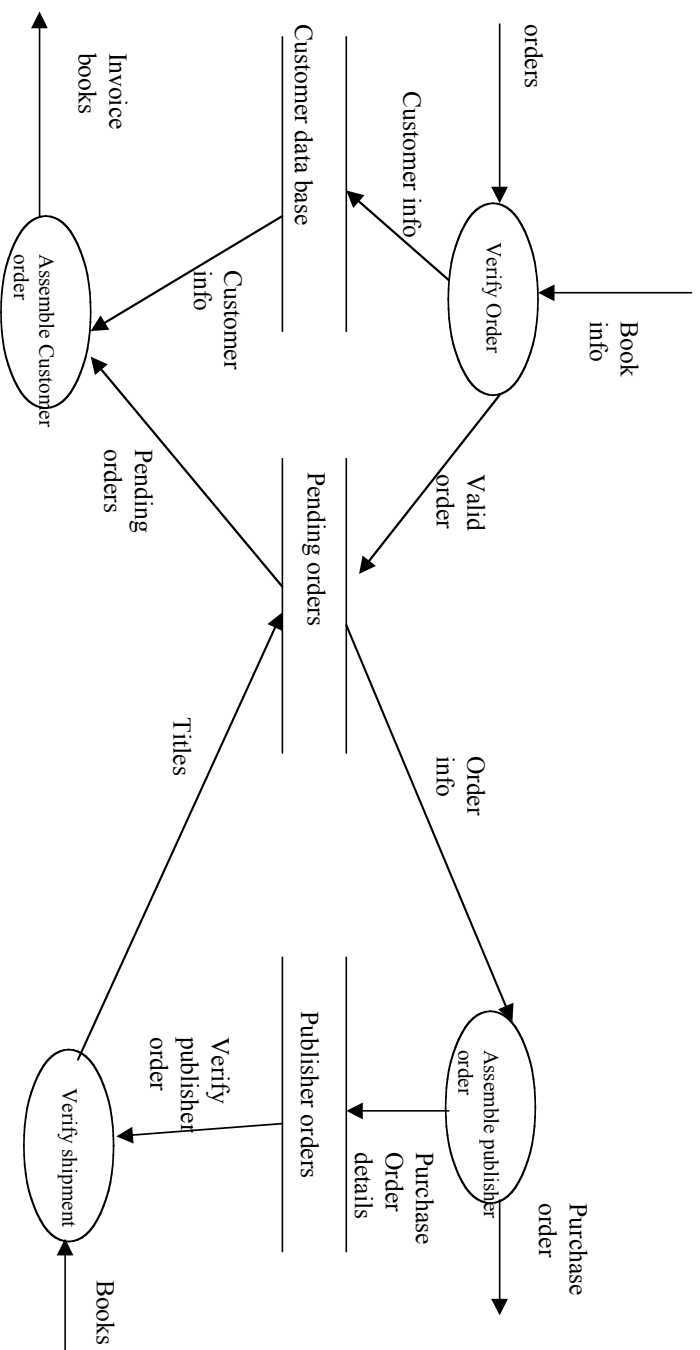 Book
info
Purchase
order
orders
Verify Order
Assemble publisher
order
Valid
order
Order
info
Customer info
Purchase
Order
details
Customer data base
Pending orders
Publisher orders
Customer
info
Verify
publisher
order
Titles
Pending
orders
Invoice
books
Books
Assemble Customer
order
Verify shipment